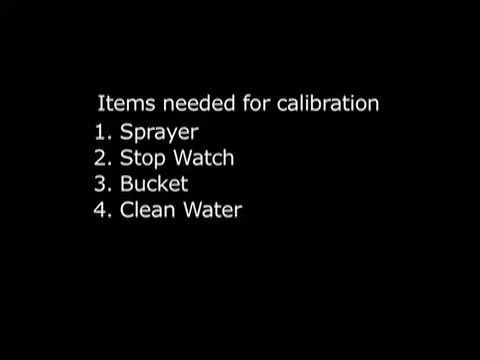 Items needed for calibration
1. Sprayer
2. Stop Watch
3. Bucket
4. Clean Water